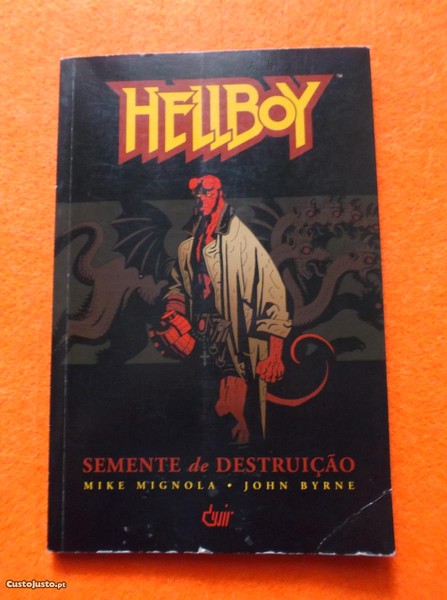 HELLBOY
SEMENTE de DESTRUIÇÃO
MIKE MIGNOLA • JOHN BYRNE
devir
CustoJusto.pt